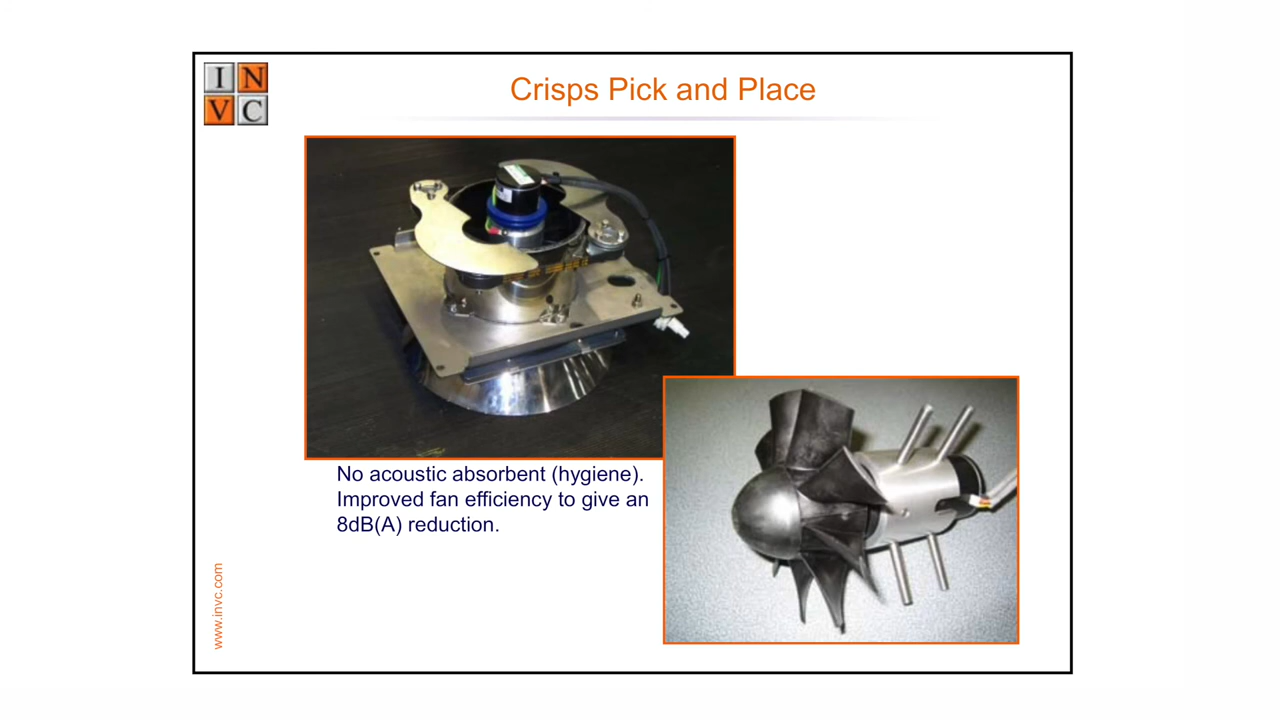 I N
V C
Crisps Pick and Place
No acoustic absorbent (hygiene).
Improved fan efficiency to give an
8dB(A) reduction.
www.invc.com